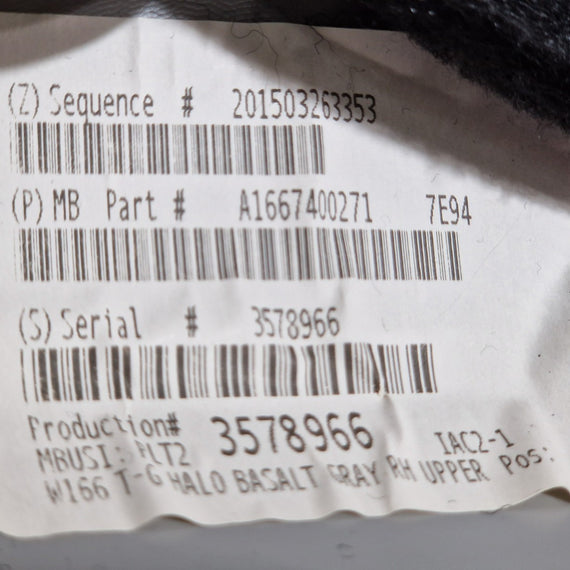 (Z) Sequence # 201503263353
(P) MB Part # A1667400271 7E94
(S) Serial # 3578966
Production# 3578966 IAC2-1
MBUSI: PLT2 Pos:
W166 T-G HALO BASALT GRAY RH UPPER